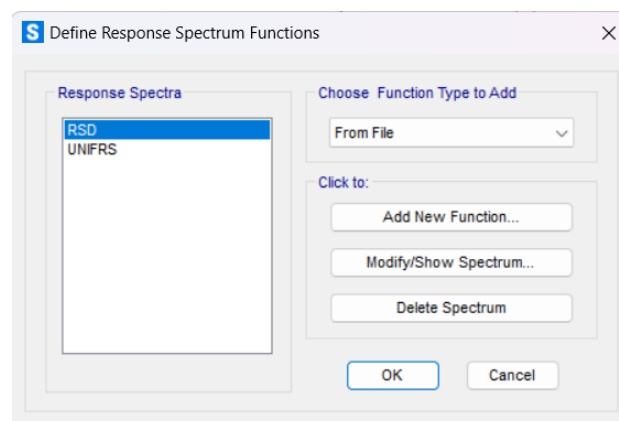 S Define Response Spectrum Functions
Response Spectra
RSD
UNIFRS
Choose Function Type to Add
From File
Click to:
Add New Function...
Modify/Show Spectrum...
Delete Spectrum
OK
Cancel